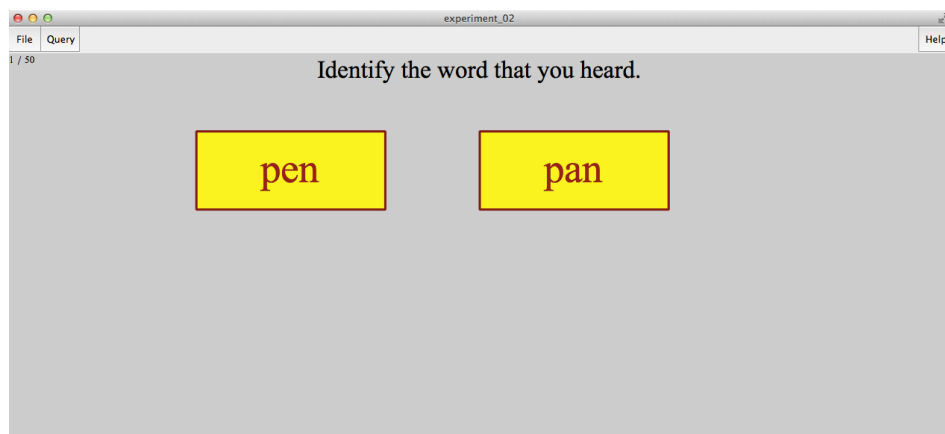 experiment_02
File Query Help
1 / 50
Identify the word that you heard.
pen pan